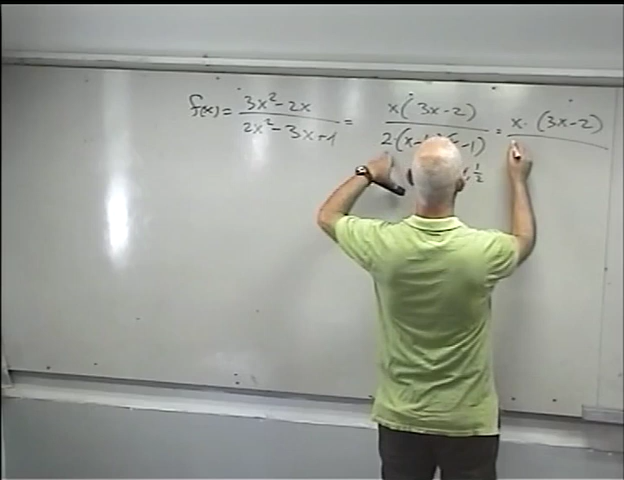 f(x) = 3x²-2x / 2x²-3x+1 = x(3x-2) / 2(x- -1) = x·(3x-2)
1/2